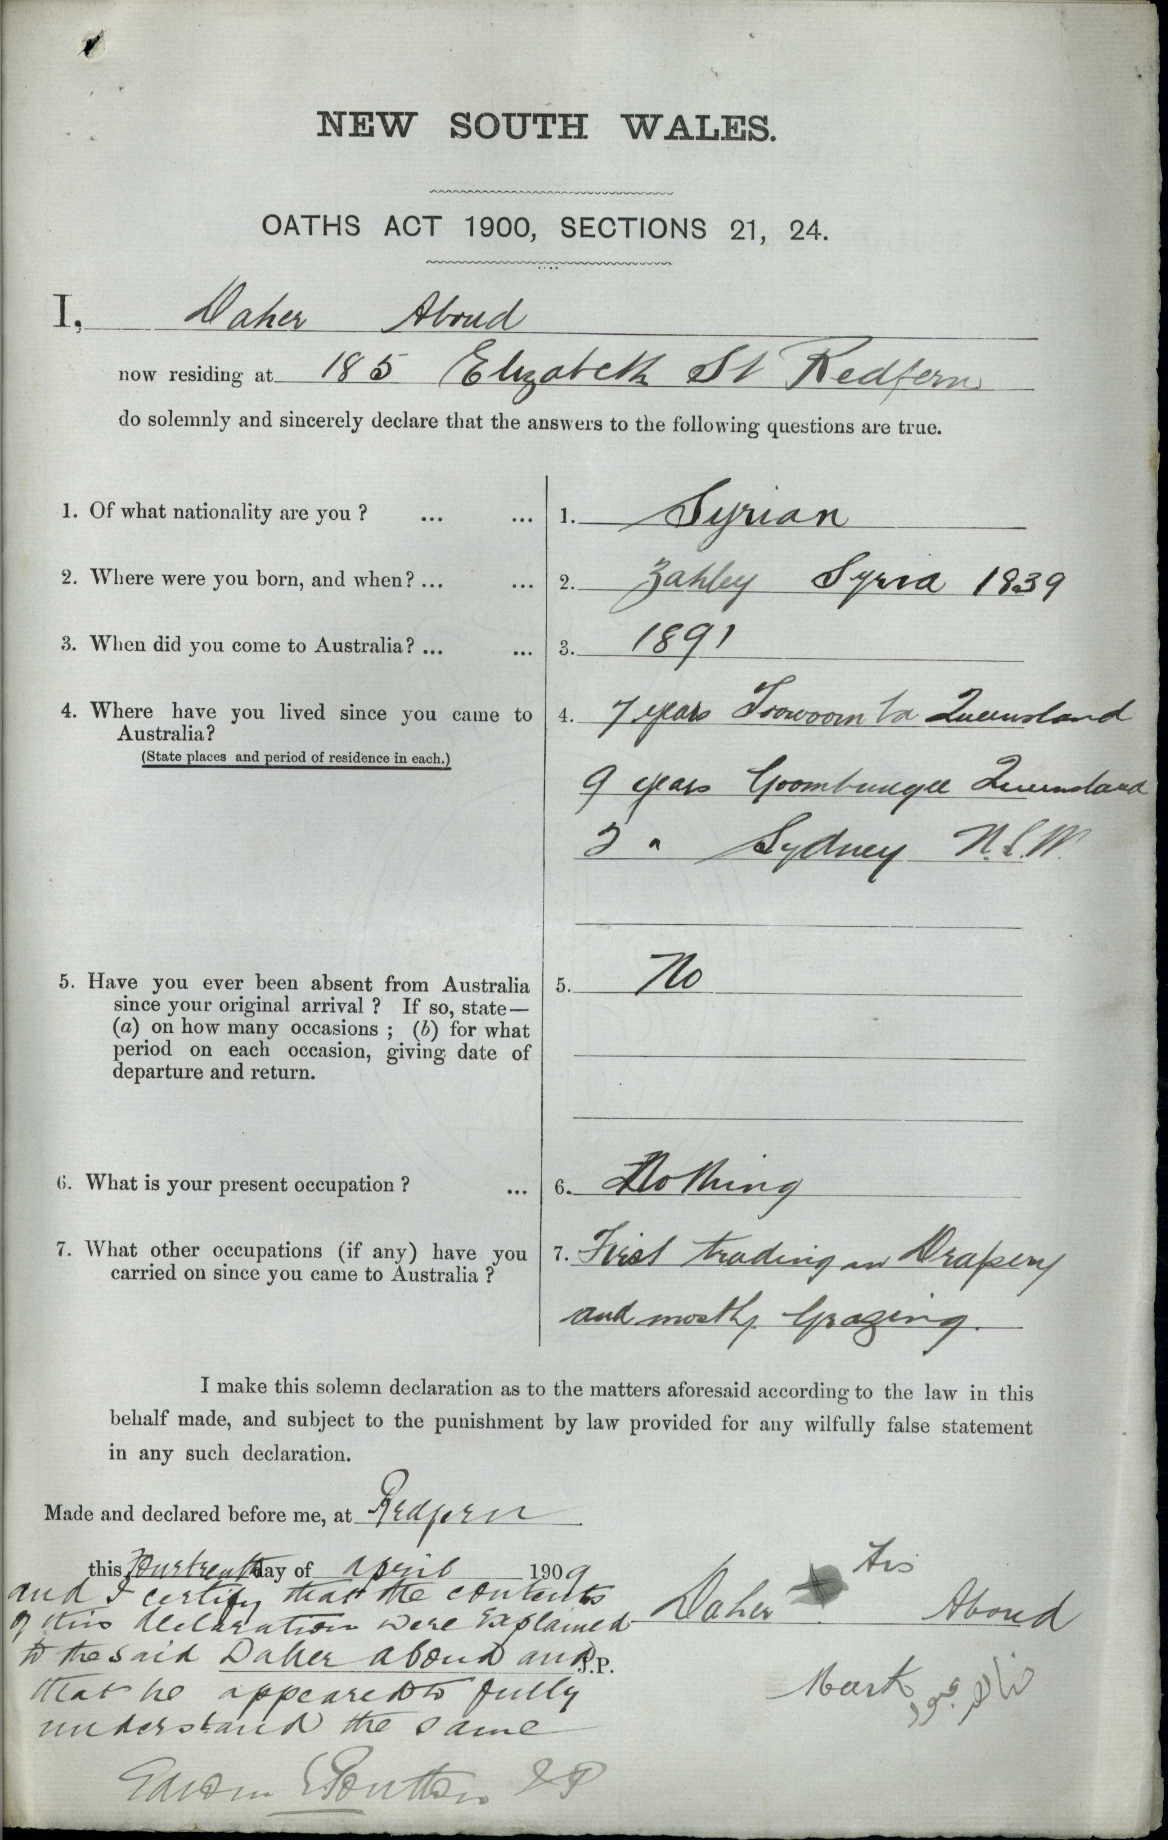 NEW SOUTH WALES.
OATHS ACT 1900, SECTIONS 21, 24.
I, Daher Aboud
now residing at 185 Elizabeth St Redfern
do solemnly and sincerely declare that the answers to the following questions are true.
1. Of what nationality are you ? ... ... 1. Syrian
2. Where were you born, and when? ... ... 2. Zahley Syria 1839
3. When did you come to Australia? ... ... 3. 1891
4. Where have you lived since you came to 4. 7 years Toowoomba Queensland
Australia?
(State places and period of residence in each.)
9 years Goombungee Queensland
2 " Sydney N.S.W.
5. Have you ever been absent from Australia 5. No
since your original arrival ? If so, state—
(a) on how many occasions ; (b) for what
period on each occasion, giving date of
departure and return.
6. What is your present occupation ? ... 6. Nothing
7. What other occupations (if any) have you 7. First trading in Drapery
carried on since you came to Australia ?
and mostly Grazing.
I make this solemn declaration as to the matters aforesaid according to the law in this
behalf made, and subject to the punishment by law provided for any wilfully false statement
in any such declaration.
Made and declared before me, at Redfern
this Fourteenth day of april 1909
and I certify that the contents
of this declaration were Explained
to the said Daher aboud and J.P.
that he appeared to fully
understand the same
J P
his
Daher Aboud
Mark
ضاهر عبود